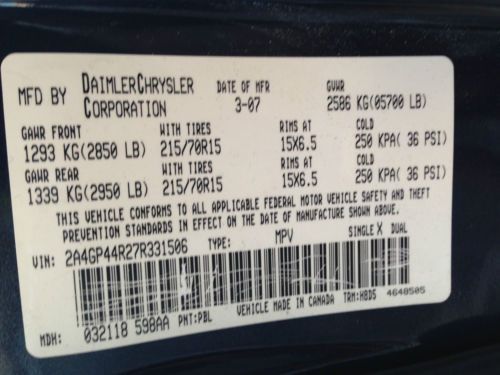 MFD BY DAIMLERCHRYSLER CORPORATION DATE OF MFR 3-07 GVWR 2586 KG(05700 LB)
GAWR FRONT WITH TIRES RIMS AT COLD
1293 KG(2850 LB) 215/70R15 15X6.5 250 KPA( 36 PSI)
GAWR REAR WITH TIRES RIMS AT COLD
1339 KG(2950 LB) 215/70R15 15X6.5 250 KPA( 36 PSI)
THIS VEHICLE CONFORMS TO ALL APPLICABLE FEDERAL MOTOR VEHICLE SAFETY AND THEFT
PREVENTION STANDARDS IN EFFECT ON THE DATE OF MANUFACTURE SHOWN ABOVE.
VIN: 2A4GP44R27R331506 TYPE: MPV SINGLE X DUAL
VEHICLE MADE IN CANADA TRM:HBD5 4648505
MDH: 032118 598AA PNT:PBL